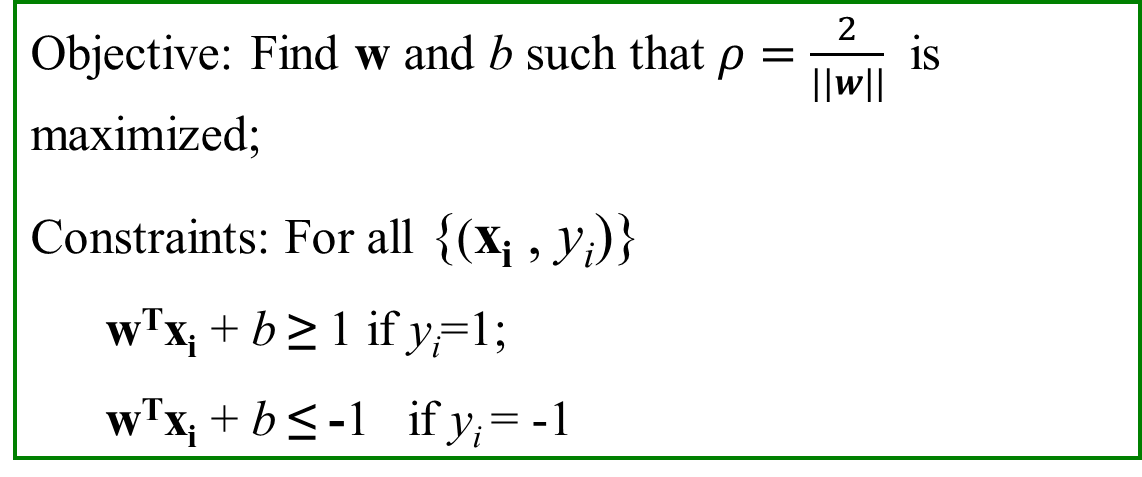 Objective: Find w and b such that ρ = 2/||w|| is
maximized;
Constraints: For all {(xᵢ , yᵢ)}
wᵀxᵢ + b ≥ 1 if yᵢ=1;
wᵀxᵢ + b ≤ -1 if yᵢ = -1